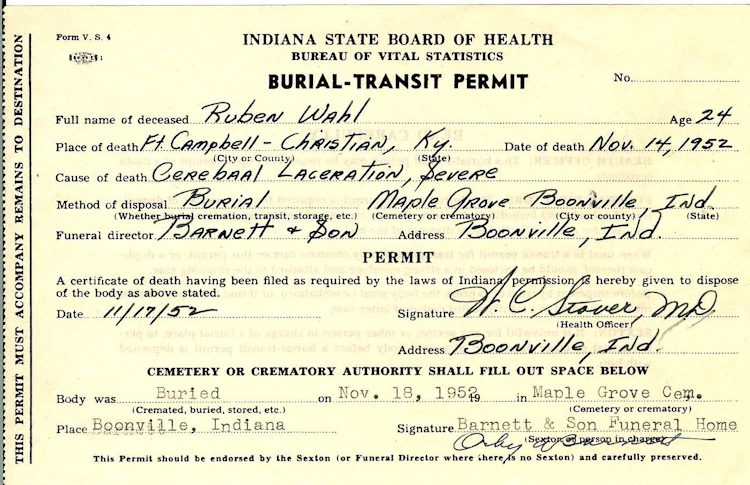 Form V. S. 4
INDIANA STATE BOARD OF HEALTH
BUREAU OF VITAL STATISTICS
BURIAL-TRANSIT PERMIT
No.
Full name of deceased Ruben Wahl Age 24
Place of death Ft. Campbell - Christian, Ky. Date of death Nov. 14, 1952
(City or County) (State)
Cause of death Cerebaal Laceration, Severe
Method of disposal Burial Maple Grove Boonville, Ind.
(Whether burial cremation, transit, storage, etc.) (Cemetery or crematory) (City or county) (State)
Funeral director Barnett & Son Address Boonville, Ind.
PERMIT
A certificate of death having been filed as required by the laws of Indiana permission is hereby given to dispose
of the body as above stated.
Date 11/17/52 Signature W. C. Stover, MD.
(Health Officer)
Address Boonville, Ind.
CEMETERY OR CREMATORY AUTHORITY SHALL FILL OUT SPACE BELOW
Body was Buried on Nov. 18, 1952 19 in Maple Grove Cem.
(Cremated, buried, stored, etc.) (Cemetery or crematory)
Place Boonville, Indiana Signature Barnett & Son Funeral Home
(Sexton or person in charge)
This Permit should be endorsed by the Sexton (or Funeral Director where there is no Sexton) and carefully preserved.
THIS PERMIT MUST ACCOMPANY REMAINS TO DESTINATION